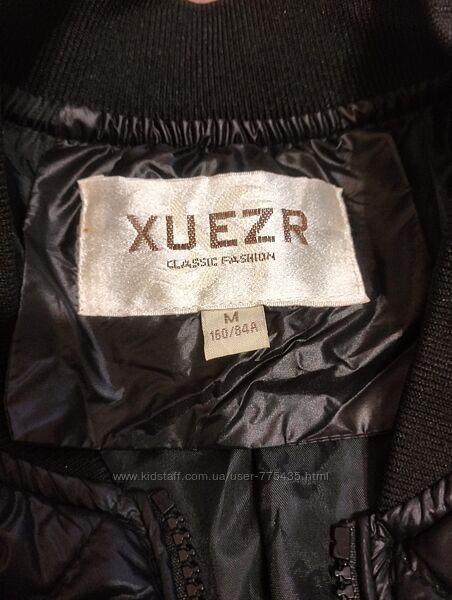 XUEZR
CLASSIC FASHION
M
160/84A
www.kidstaff.com.ua/user-775435.html